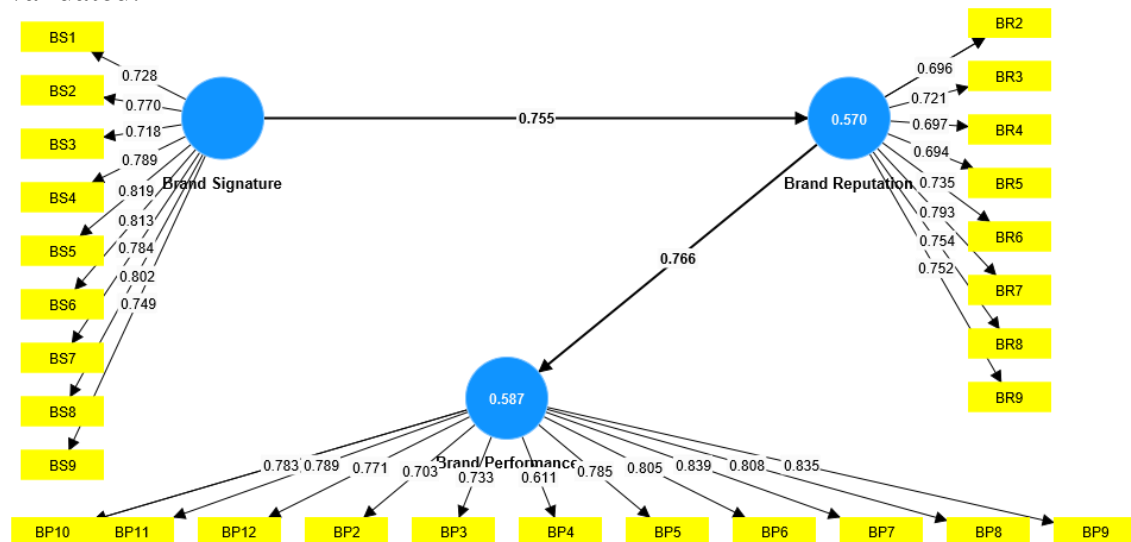 BS1
BS2
BS3
BS4
BS5
BS6
BS7
BS8
BS9
0.728
0.770
0.718
0.789
0.819
0.813
0.784
0.802
0.749
Brand Signature
0.755
0.570
Brand Reputation
BR2
BR3
BR4
BR5
BR6
BR7
BR8
BR9
0.696
0.721
0.697
0.694
0.735
0.793
0.754
0.752
0.766
0.587
Brand Performance
0.783
0.789
0.771
0.703
0.733
0.611
0.785
0.805
0.839
0.808
0.835
BP10
BP11
BP12
BP2
BP3
BP4
BP5
BP6
BP7
BP8
BP9